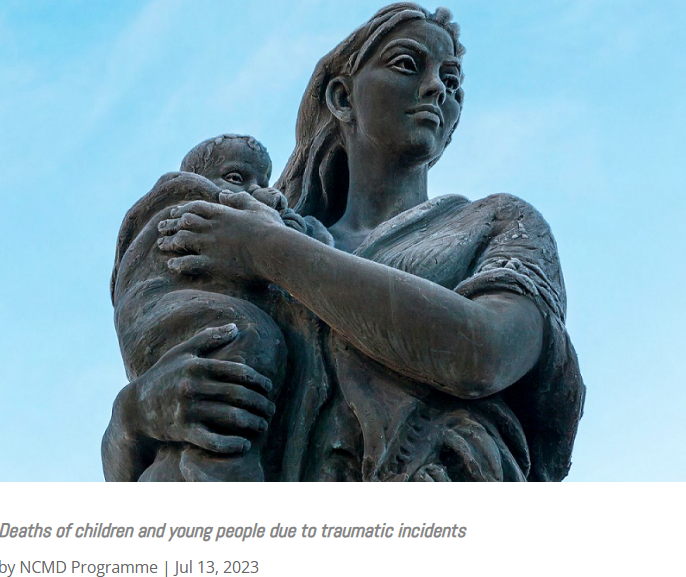 Deaths of children and young people due to traumatic incidents
by NCMD Programme | Jul 13, 2023